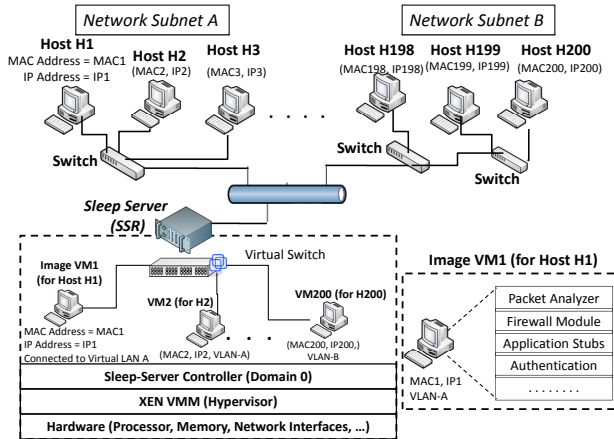 Network Subnet A
Network Subnet B
Host H1
MAC Address = MAC1
IP Address = IP1
Host H2
(MAC2, IP2)
Host H3
(MAC3, IP3)
. . . .
Host H198
(MAC198, IP198)
Host H199
(MAC199, IP199)
Host H200
(MAC200, IP200)
Switch
Switch
Switch
Sleep Server
(SSR)
Virtual Switch
Image VM1
(for Host H1)
MAC Address = MAC1
IP Address = IP1
Connected to Virtual LAN A
VM2 (for H2)
(MAC2, IP2, VLAN-A)
. . . .
VM200 (for H200)
(MAC200, IP200,)
VLAN-B
Sleep-Server Controller (Domain 0)
XEN VMM (Hypervisor)
Hardware (Processor, Memory, Network Interfaces, ...)
Image VM1 (for Host H1)
MAC1, IP1
VLAN-A
Packet Analyzer
Firewall Module
Application Stubs
Authentication
. . . . . . . .